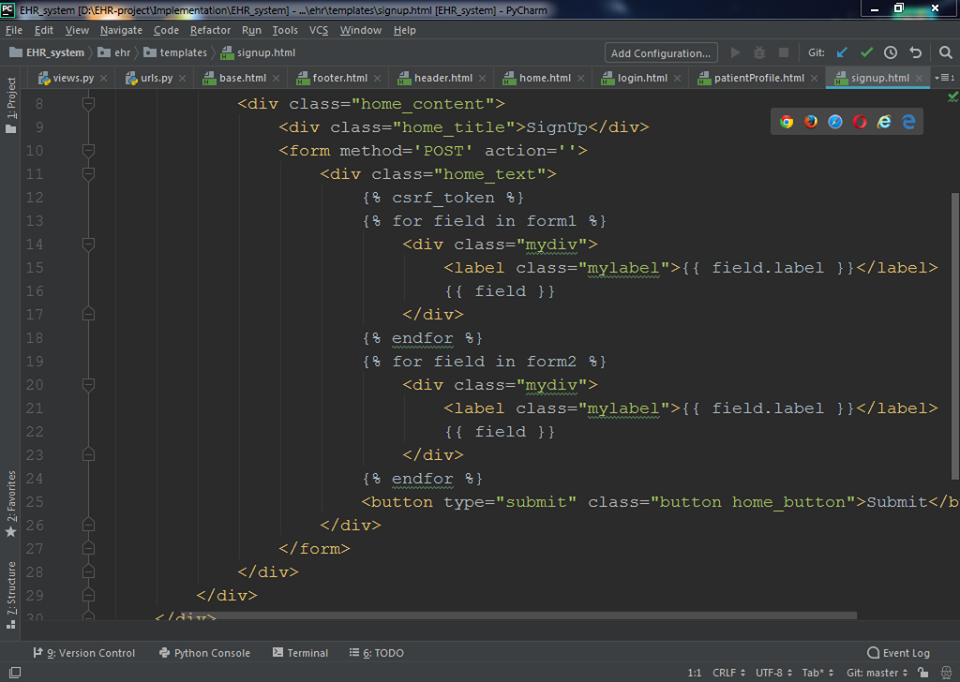 EHR_system [D:\EHR-project\Implementation\EHR_system] - ...\ehr\templates\signup.html [EHR_system] - PyCharm
File Edit View Navigate Code Refactor Run Tools VCS Window Help
EHR_system ehr templates signup.html Add Configuration... Git:
views.py urls.py base.html footer.html header.html home.html login.html patientProfile.html signup.html
1: Project
8 <div class="home_content">
9 <div class="home_title">SignUp</div>
10 <form method='POST' action=''>
11 <div class="home_text">
12 {% csrf_token %}
13 {% for field in form1 %}
14 <div class="mydiv">
15 <label class="mylabel">{{ field.label }}</label>
16 {{ field }}
17 </div>
18 {% endfor %}
19 {% for field in form2 %}
20 <div class="mydiv">
21 <label class="mylabel">{{ field.label }}</label>
22 {{ field }}
23 </div>
24 {% endfor %}
25 <button type="submit" class="button home_button">Submit</b
26 </div>
27 </form>
28 </div>
29 </div>
30 </div>
2: Favorites
7: Structure
9: Version Control Python Console Terminal 6: TODO Event Log
1:1 CRLF UTF-8 Tab* Git: master